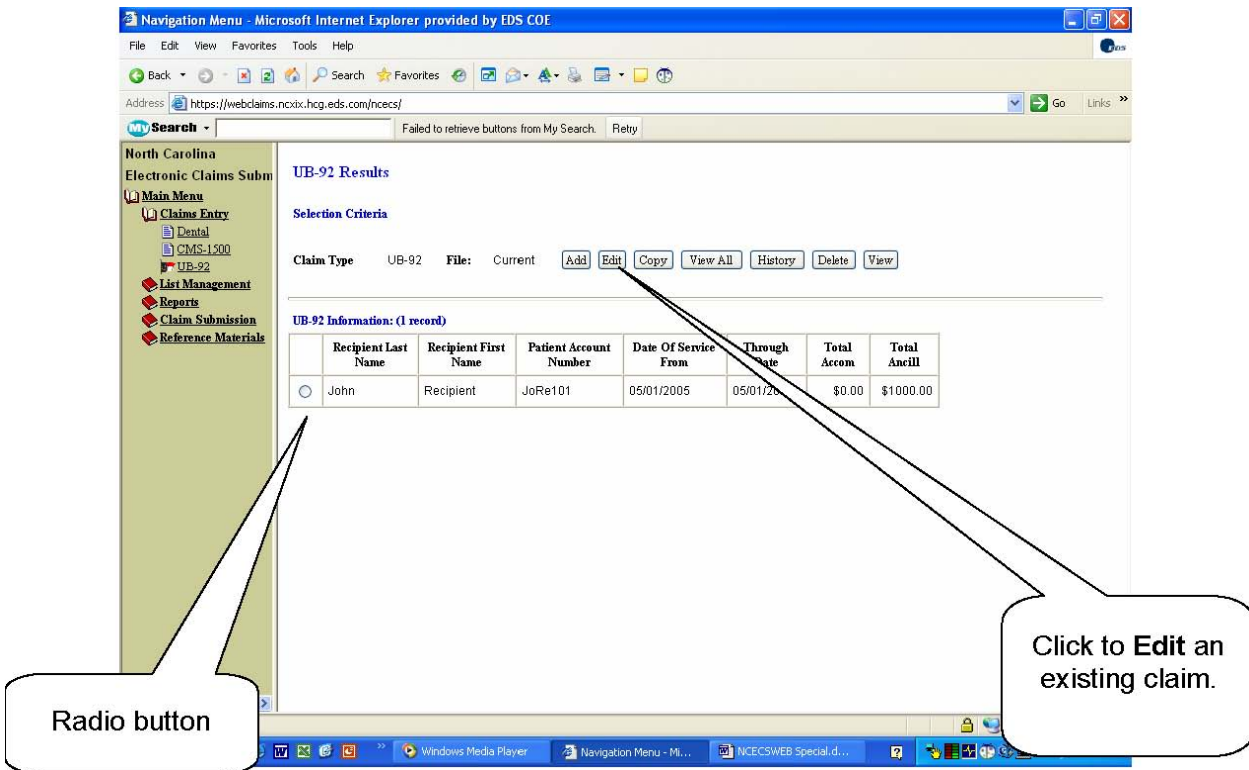 Navigation Menu - Microsoft Internet Explorer provided by EDS COE
File Edit View Favorites Tools Help
Back Search Favorites
Address https://webclaims.ncxix.hcg.eds.com/ncecs/ Go Links »
My Search - Failed to retrieve buttons from My Search. Retry
North Carolina
Electronic Claims Subm
Main Menu
Claims Entry
Dental
CMS-1500
UB-92
List Management
Reports
Claim Submission
Reference Materials
UB-92 Results
Selection Criteria
Claim Type UB-92 File: Current Add Edit Copy View All History Delete View
UB-92 Information: (1 record)
Recipient Last Name Recipient First Name Patient Account Number Date Of Service From Through Date Total Accom Total Ancill
John Recipient JoRe101 05/01/2005 05/01/20 $0.00 $1000.00
Radio button
Click to Edit an
existing claim.
Windows Media Player Navigation Menu - Mi... NCECSWEB Special.d...